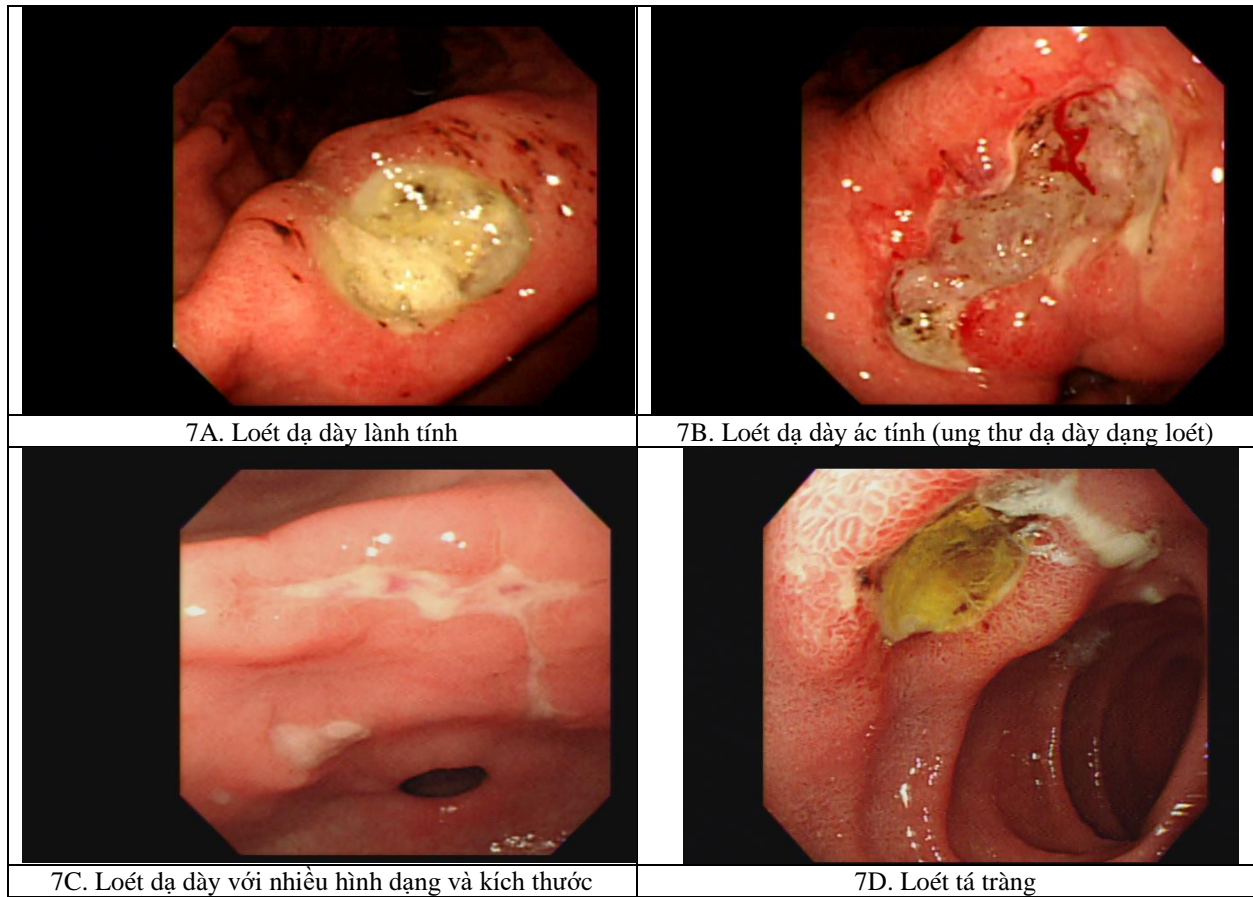 7A. Loét dạ dày lành tính
7B. Loét dạ dày ác tính (ung thư dạ dày dạng loét)
7C. Loét dạ dày với nhiều hình dạng và kích thước
7D. Loét tá tràng